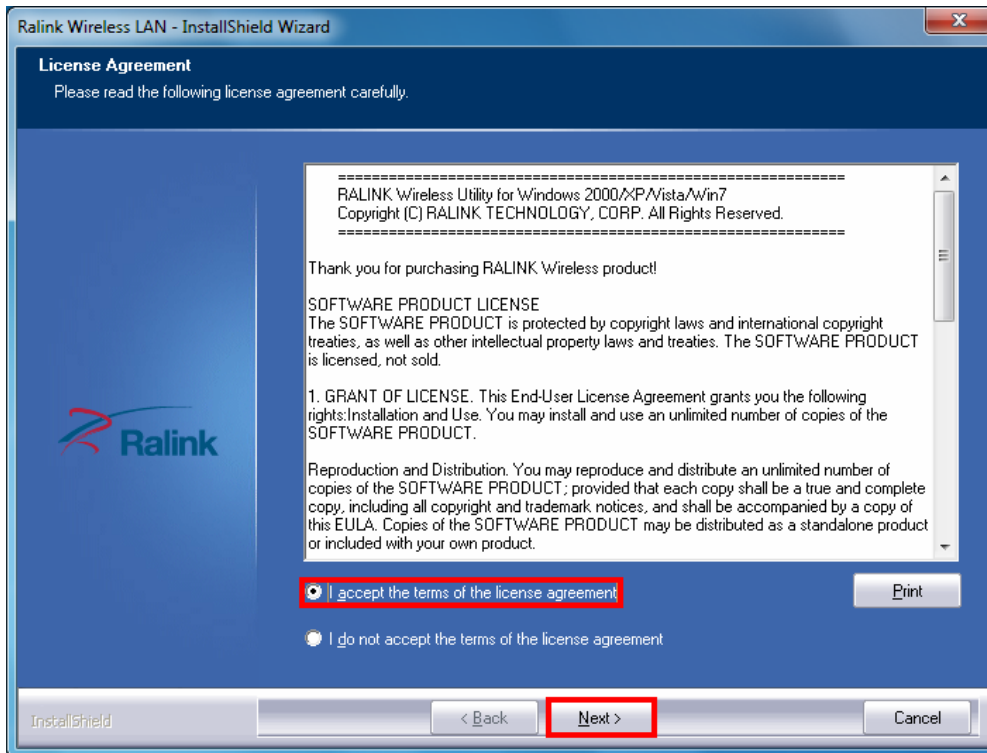 Ralink Wireless LAN - InstallShield Wizard
License Agreement
Please read the following license agreement carefully.
============================================================
RALINK Wireless Utility for Windows 2000/XP/Vista/Win7
Copyright (C) RALINK TECHNOLOGY, CORP. All Rights Reserved.
============================================================
Thank you for purchasing RALINK Wireless product!
SOFTWARE PRODUCT LICENSE
The SOFTWARE PRODUCT is protected by copyright laws and international copyright
treaties, as well as other intellectual property laws and treaties. The SOFTWARE PRODUCT
is licensed, not sold.
1. GRANT OF LICENSE. This End-User License Agreement grants you the following
rights:Installation and Use. You may install and use an unlimited number of copies of the
SOFTWARE PRODUCT.
Reproduction and Distribution. You may reproduce and distribute an unlimited number of
copies of the SOFTWARE PRODUCT; provided that each copy shall be a true and complete
copy, including all copyright and trademark notices, and shall be accompanied by a copy of
this EULA. Copies of the SOFTWARE PRODUCT may be distributed as a standalone product
or included with your own product.
Ralink
I accept the terms of the license agreement
Print
I do not accept the terms of the license agreement
InstallShield
< Back
Next >
Cancel